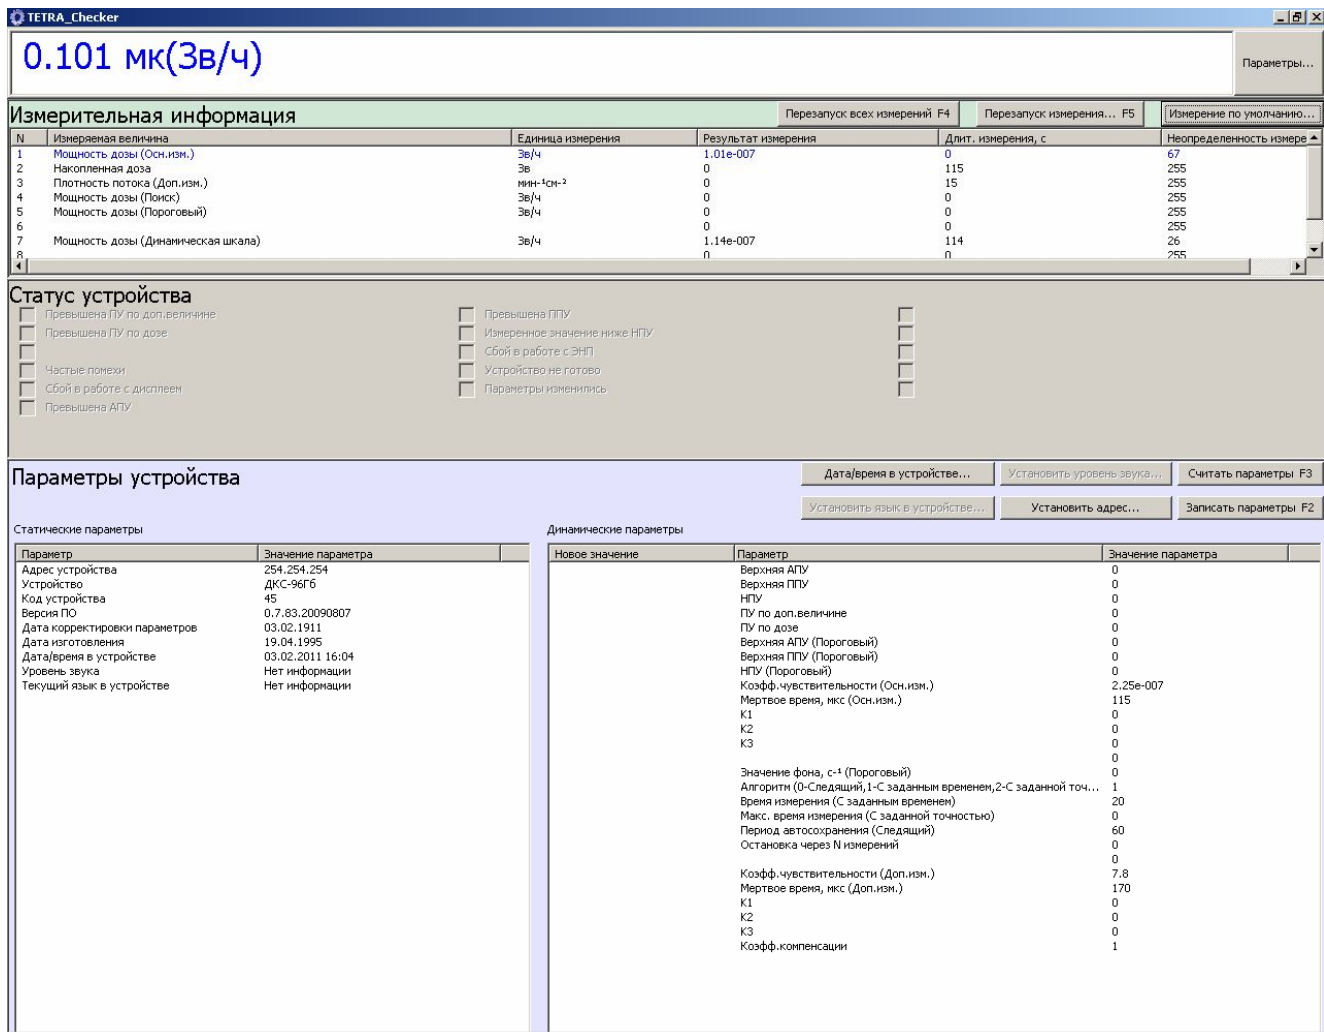 TETRA_Checker
0.101 мк(Зв/ч)
Параметры...
Измерительная информация Перезапуск всех измерений F4 Перезапуск измерения... F5 Измерение по умолчанию...
N Измеряемая величина Единица измерения Результат измерения Длит. измерения, с Неопределенность измере
1 Мощность дозы (Осн.изм.) Зв/ч 1.01e-007 0 67
2 Накопленная доза Зв 0 115 255
3 Плотность потока (Доп.изм.) мин-¹см-² 0 15 255
4 Мощность дозы (Поиск) Зв/ч 0 0 255
5 Мощность дозы (Пороговый) Зв/ч 0 0 255
6 0 0 255
7 Мощность дозы (Динамическая шкала) Зв/ч 1.14e-007 114 26
8 0 0 255
Статус устройства
Превышена ПУ по доп.величине Превышена ППУ
Превышена ПУ по дозе Измеренное значение ниже НПУ
Сбой в работе с ЭНП
Частые помехи Устройство не готово
Сбой в работе с дисплеем Параметры изменились
Превышена АПУ
Параметры устройства Дата/время в устройстве... Установить уровень звука... Считать параметры F3
Установить язык в устройстве... Установить адрес... Записать параметры F2
Статические параметры
Параметр Значение параметра
Адрес устройства 254.254.254
Устройство ДКС-96Гб
Код устройства 45
Версия ПО 0.7.83.20090807
Дата корректировки параметров 03.02.1911
Дата изготовления 19.04.1995
Дата/время в устройстве 03.02.2011 16:04
Уровень звука Нет информации
Текущий язык в устройстве Нет информации
Динамические параметры
Новое значение Параметр Значение параметра
Верхняя АПУ 0
Верхняя ППУ 0
НПУ 0
ПУ по доп.величине 0
ПУ по дозе 0
Верхняя АПУ (Пороговый) 0
Верхняя ППУ (Пороговый) 0
НПУ (Пороговый) 0
Коэфф.чувствительности (Осн.изм.) 2.25e-007
Мертвое время, мкс (Осн.изм.) 115
К1 0
К2 0
К3 0
0
Значение фона, с-¹ (Пороговый) 0
Алгоритм (0-Следящий,1-С заданным временем,2-С заданной точ... 1
Время измерения (С заданным временем) 20
Макс. время измерения (С заданной точностью) 0
Период автосохранения (Следящий) 60
Остановка через N измерений 0
0
Коэфф.чувствительности (Доп.изм.) 7.8
Мертвое время, мкс (Доп.изм.) 170
К1 0
К2 0
К3 0
Коэфф.компенсации 1